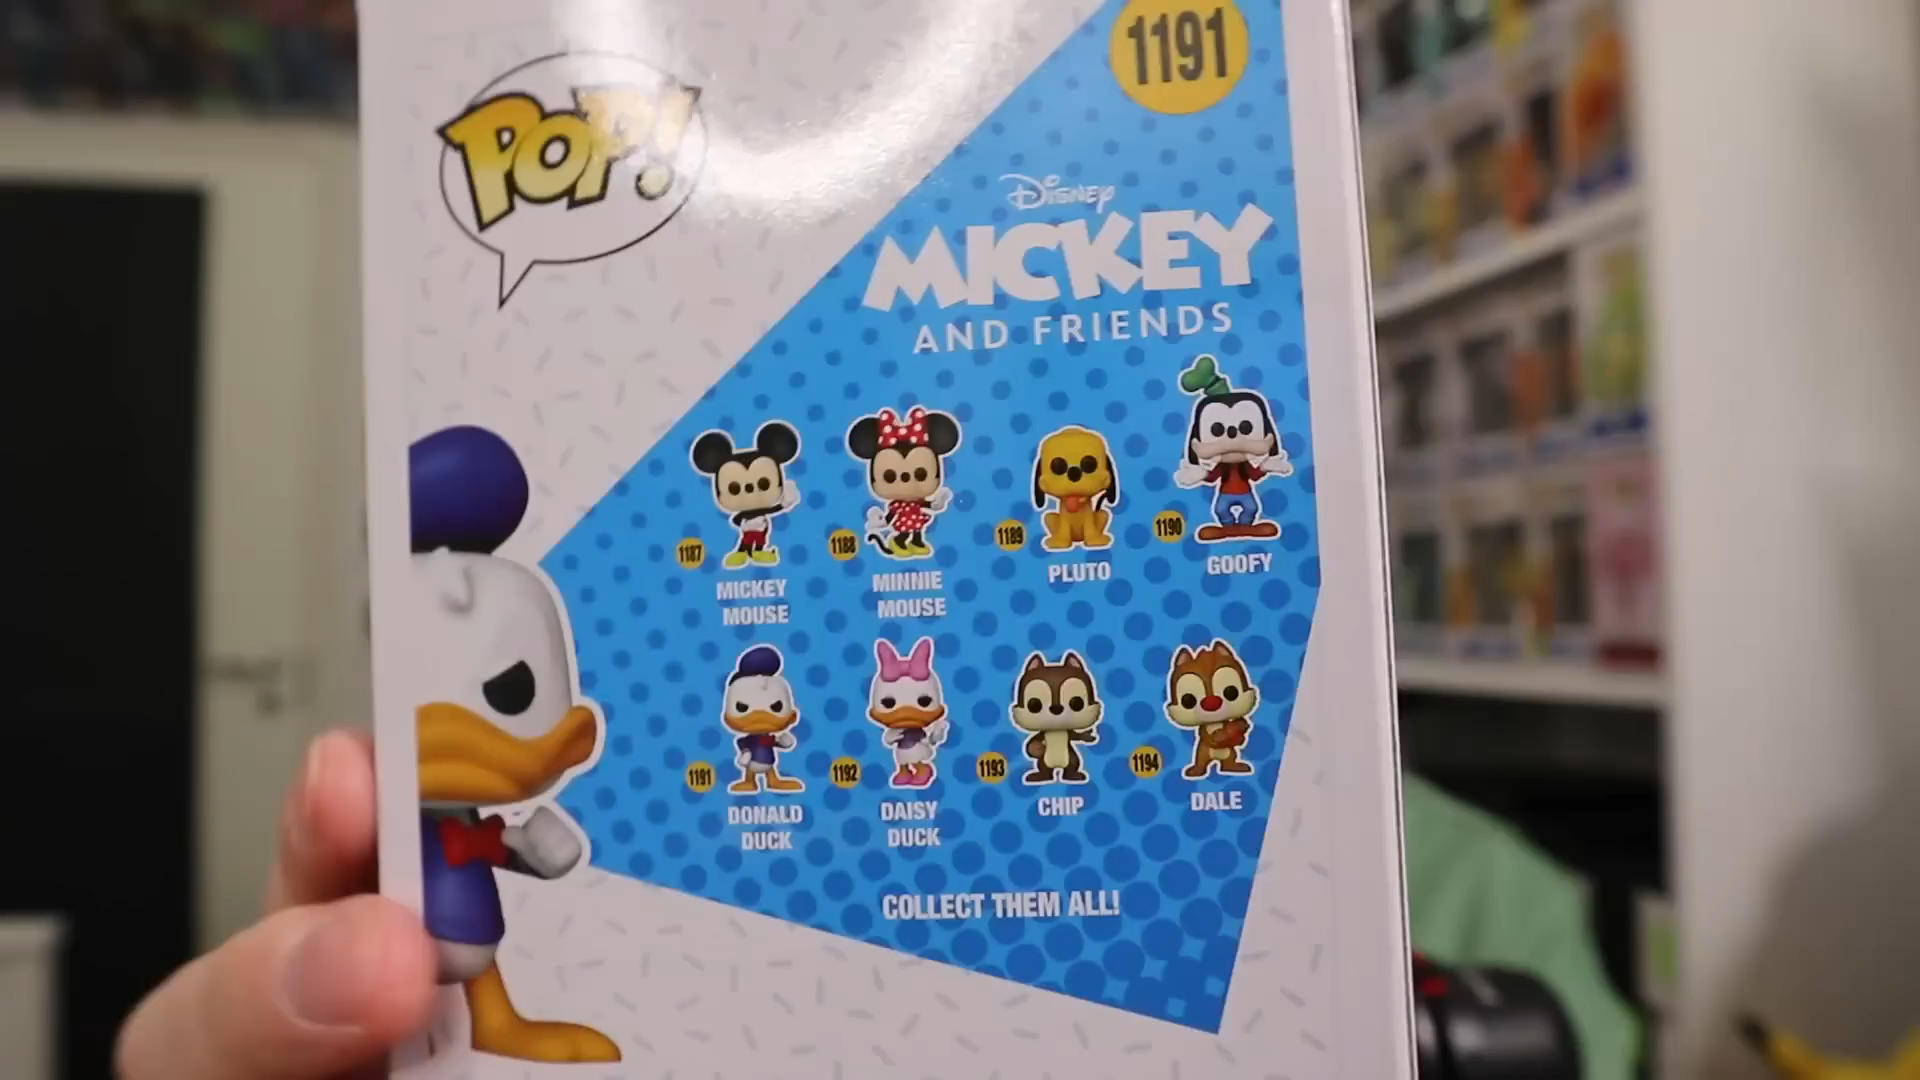 1191
POP!
Disney
MICKEY
AND FRIENDS
1187
MICKEY
MOUSE
1188
MINNIE
MOUSE
1189
PLUTO
1190
GOOFY
1191
DONALD
DUCK
1192
DAISY
DUCK
1193
CHIP
1194
DALE
COLLECT THEM ALL!